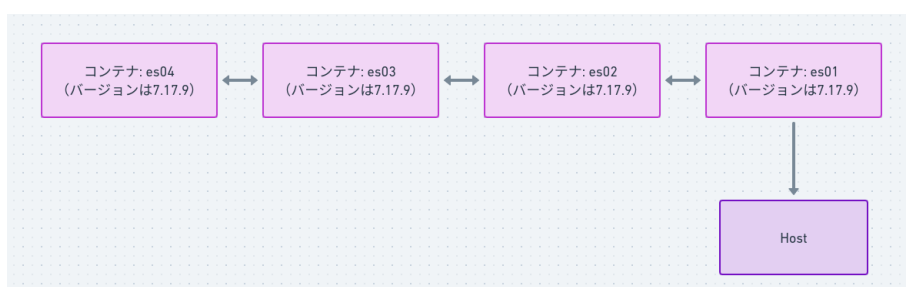 コンテナ: es04
（バージョンは7.17.9）
コンテナ: es03
（バージョンは7.17.9）
コンテナ: es02
（バージョンは7.17.9）
コンテナ: es01
（バージョンは7.17.9）
Host